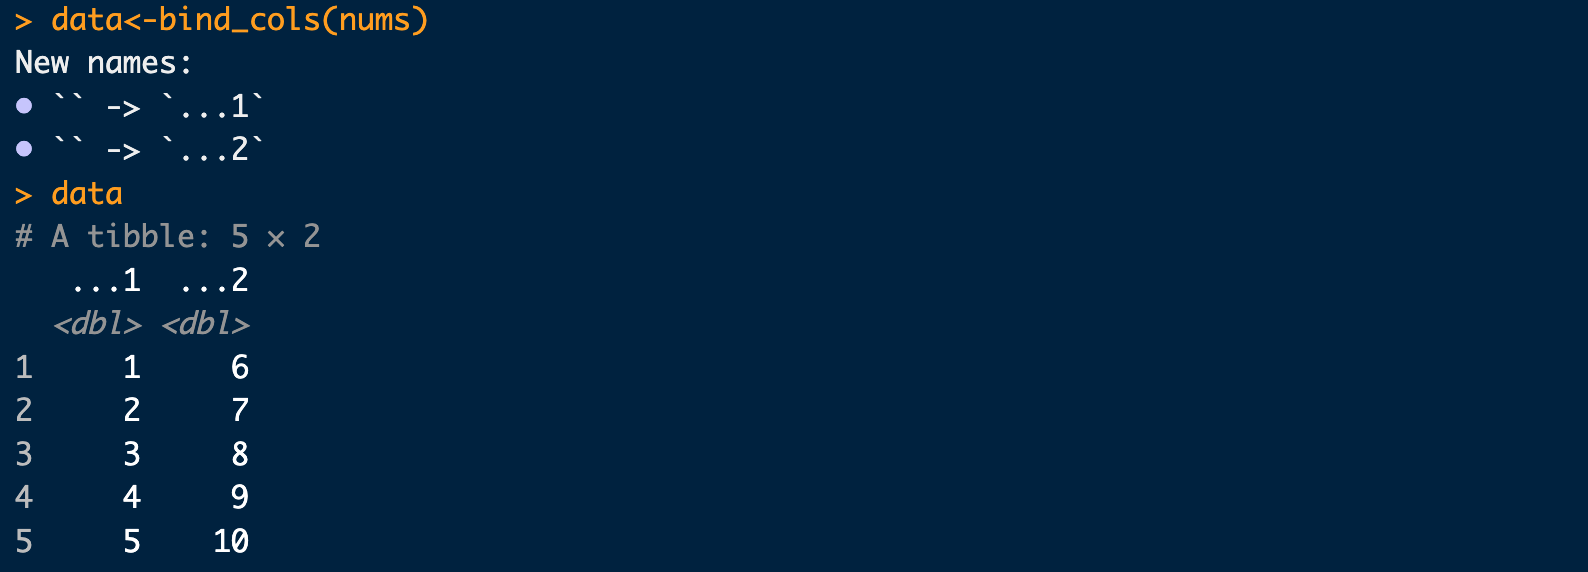 > data<-bind_cols(nums)
New names:
● `` -> `...1`
● `` -> `...2`
> data
# A tibble: 5 × 2
   ...1  ...2
  <dbl> <dbl>
1     1     6
2     2     7
3     3     8
4     4     9
5     5    10